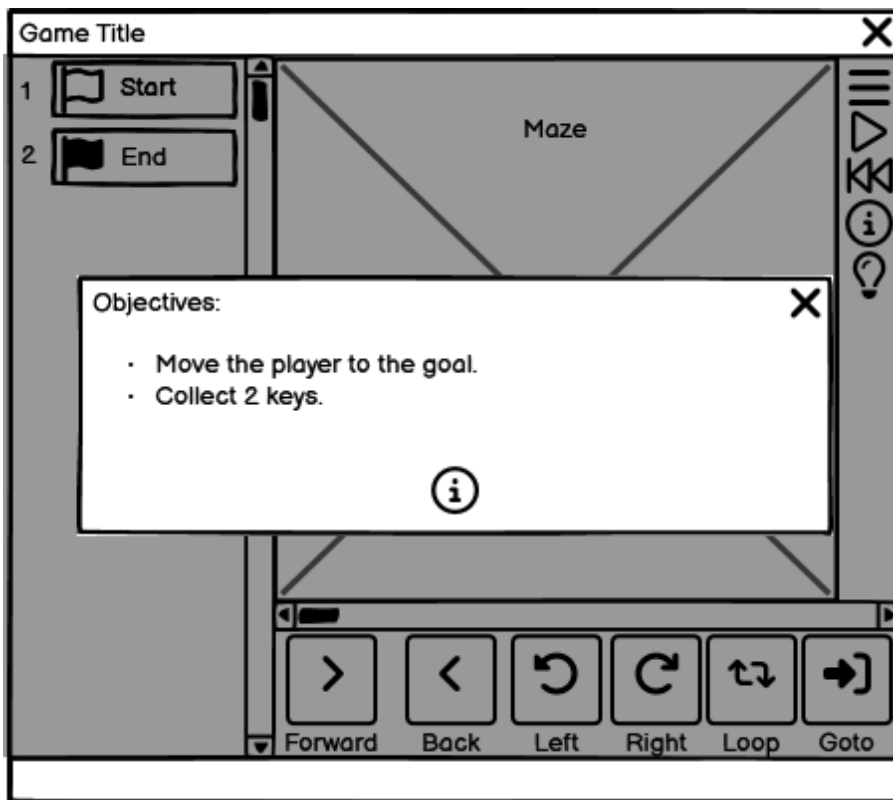 Game Title
1 Start
2 End
Maze
Objectives:
· Move the player to the goal.
· Collect 2 keys.
Forward Back Left Right Loop Goto